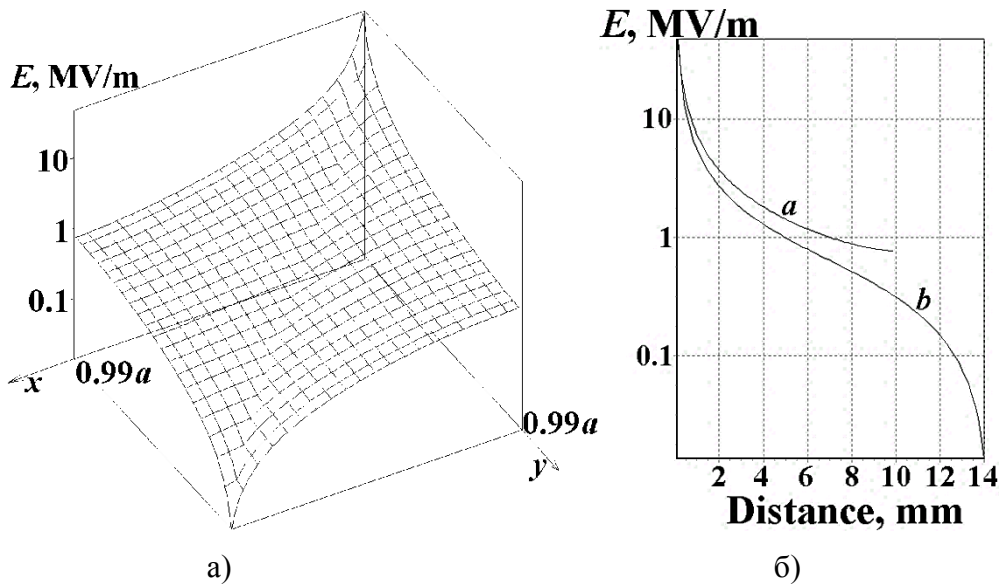 E, MV/m
10
1
0.1
x
0.99a
0.99a
y
а)
E, MV/m
10
1
0.1
a
b
2 4 6 8 10 12 14
Distance, mm
б)